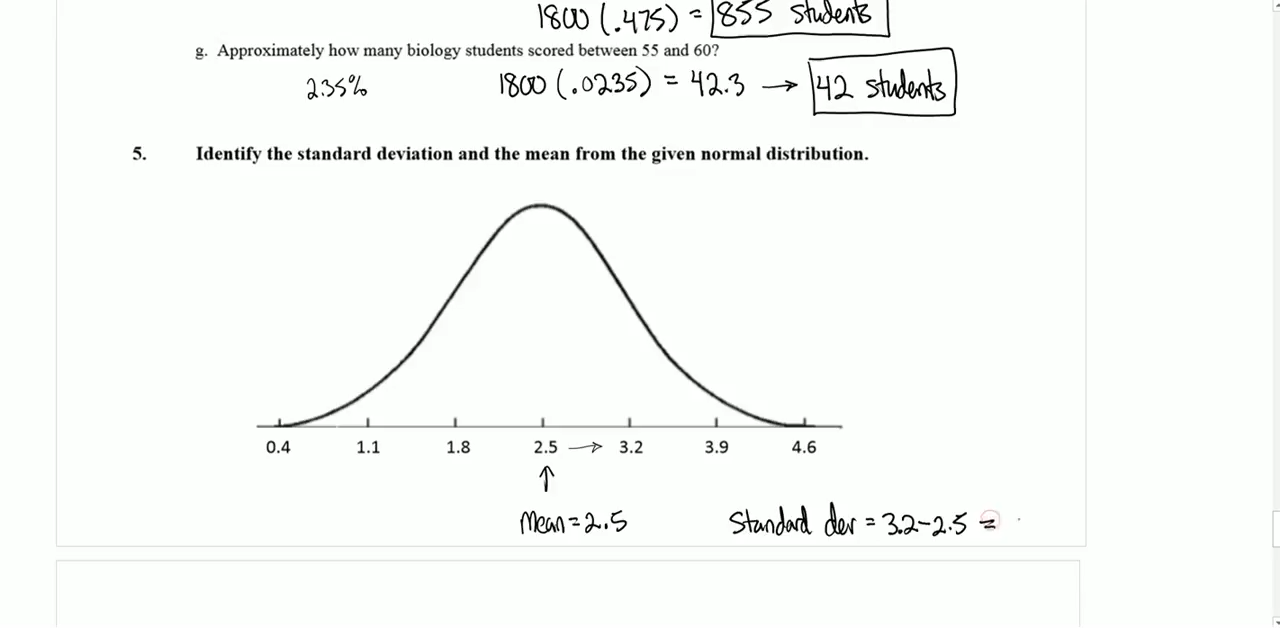 1800 (.475) = 855 students
g. Approximately how many biology students scored between 55 and 60?
2.35% 1800 (.0235) = 42.3 → 42 students
5. Identify the standard deviation and the mean from the given normal distribution.
0.4 1.1 1.8 2.5 → 3.2 3.9 4.6
↑
Mean = 2.5 Standard dev = 3.2-2.5 =